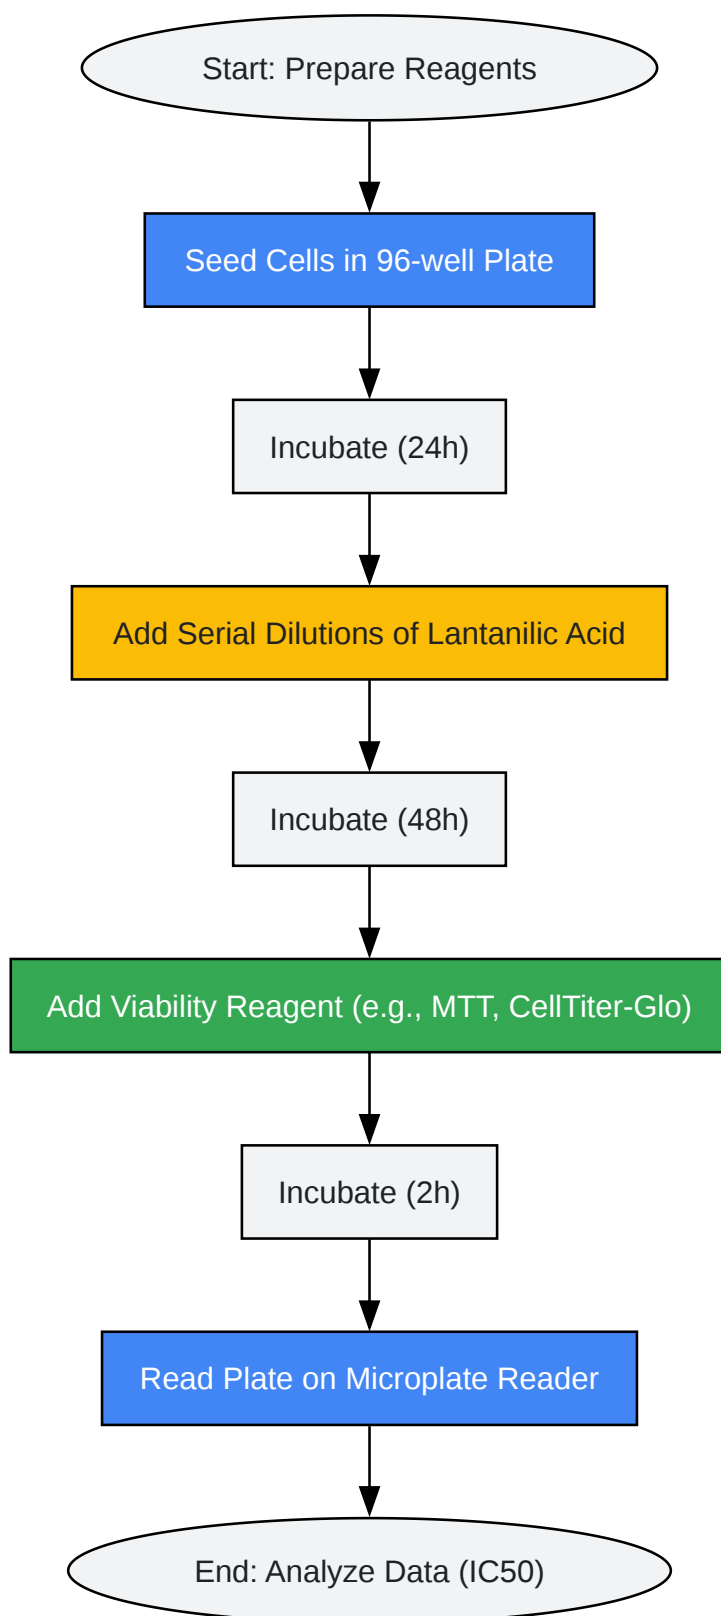 Start: Prepare Reagents
Seed Cells in 96-well Plate
Incubate (24h)
Add Serial Dilutions of Lantanilic Acid
Incubate (48h)
Add Viability Reagent (e.g., MTT, CellTiter-Glo)
Incubate (2h)
Read Plate on Microplate Reader
End: Analyze Data (IC50)